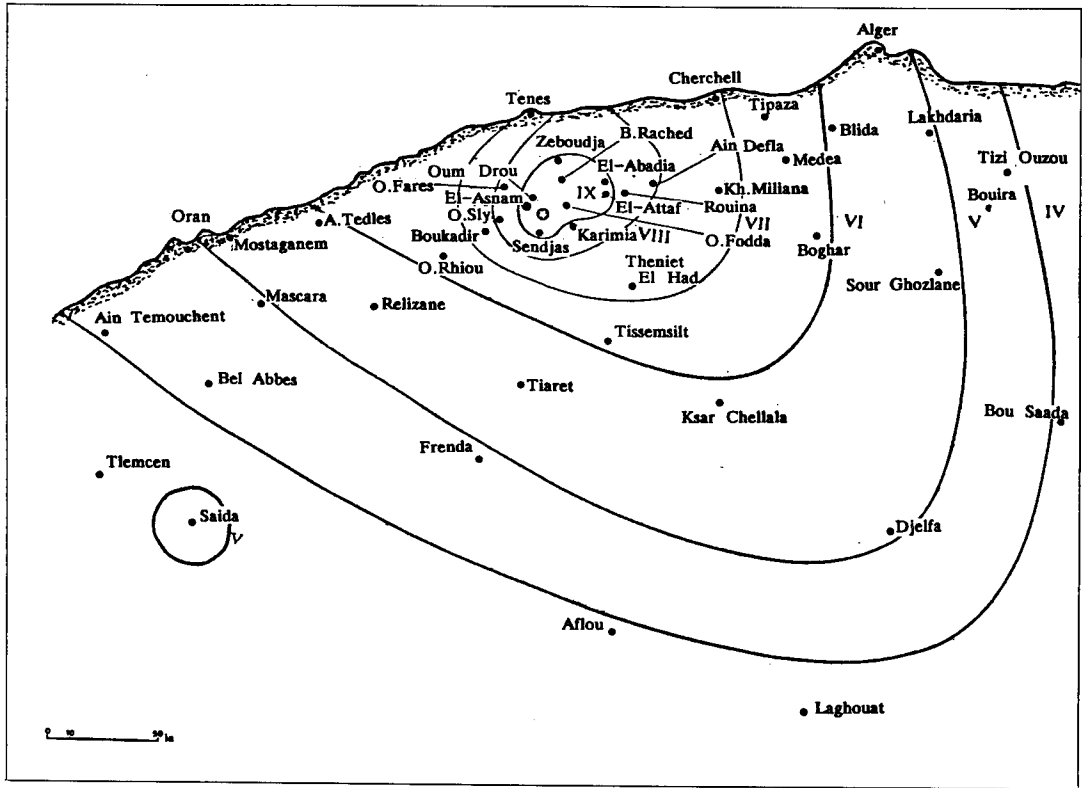 Alger
Cherchell
Tenes
Tipaza
Blida
Lakhdaria
B.Rached
Zeboudja
Ain Defla
Medea
Tizi Ouzou
Oum Drou
El-Abadia
O.Fares
IX
Kh.Miliana
Bouira
El-Asnam
El-Attaf
Rouina
Oran
A.Tedles
O.Sly
VII
VI
V
IV
Mostaganem
Boukadir
Sendjas
Karimia
VIII
O.Fodda
Boghar
O.Rhiou
Theniet
El Had
Sour Ghozlane
Mascara
Relizane
Ain Temouchent
Tissemsilt
Bel Abbes
Tiaret
Ksar Chellala
Bou Saada
Frenda
Tlemcen
Saida
V
Djelfa
Aflou
Laghouat
0 10 50